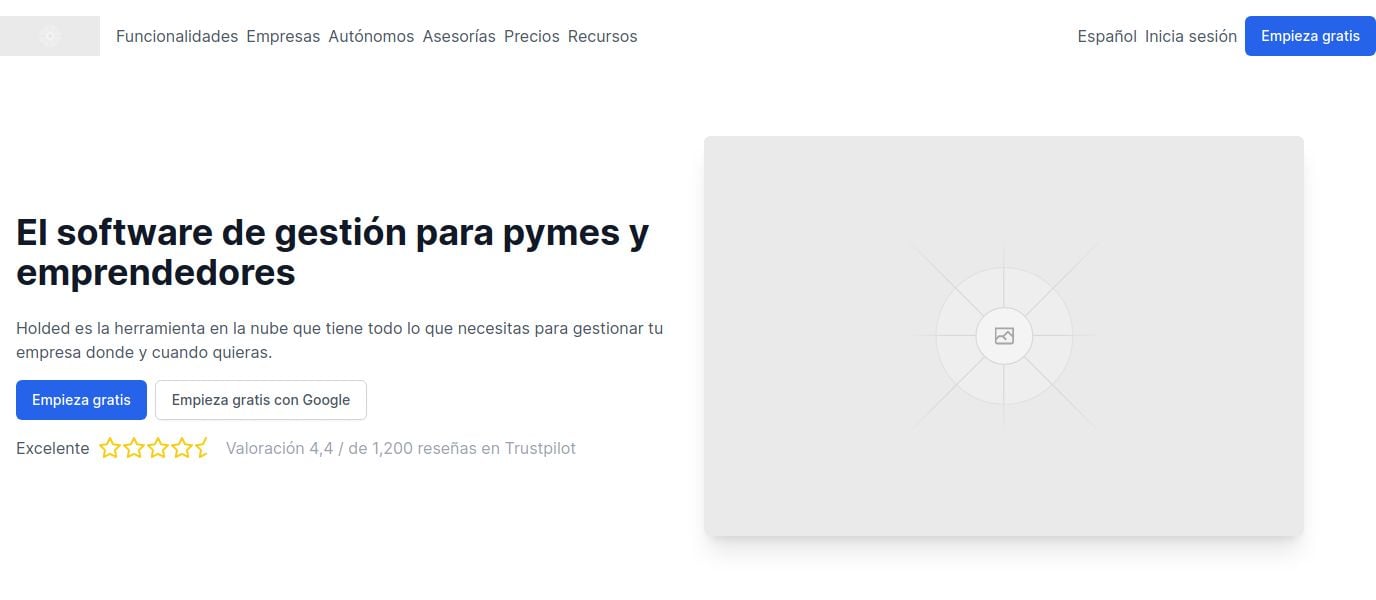 Funcionalidades Empresas Autónomos Asesorías Precios Recursos Español Inicia sesión Empieza gratis
El software de gestión para pymes y
emprendedores
Holded es la herramienta en la nube que tiene todo lo que necesitas para gestionar tu
empresa donde y cuando quieras.
Empieza gratis Empieza gratis con Google
Excelente Valoración 4,4 / de 1,200 reseñas en Trustpilot